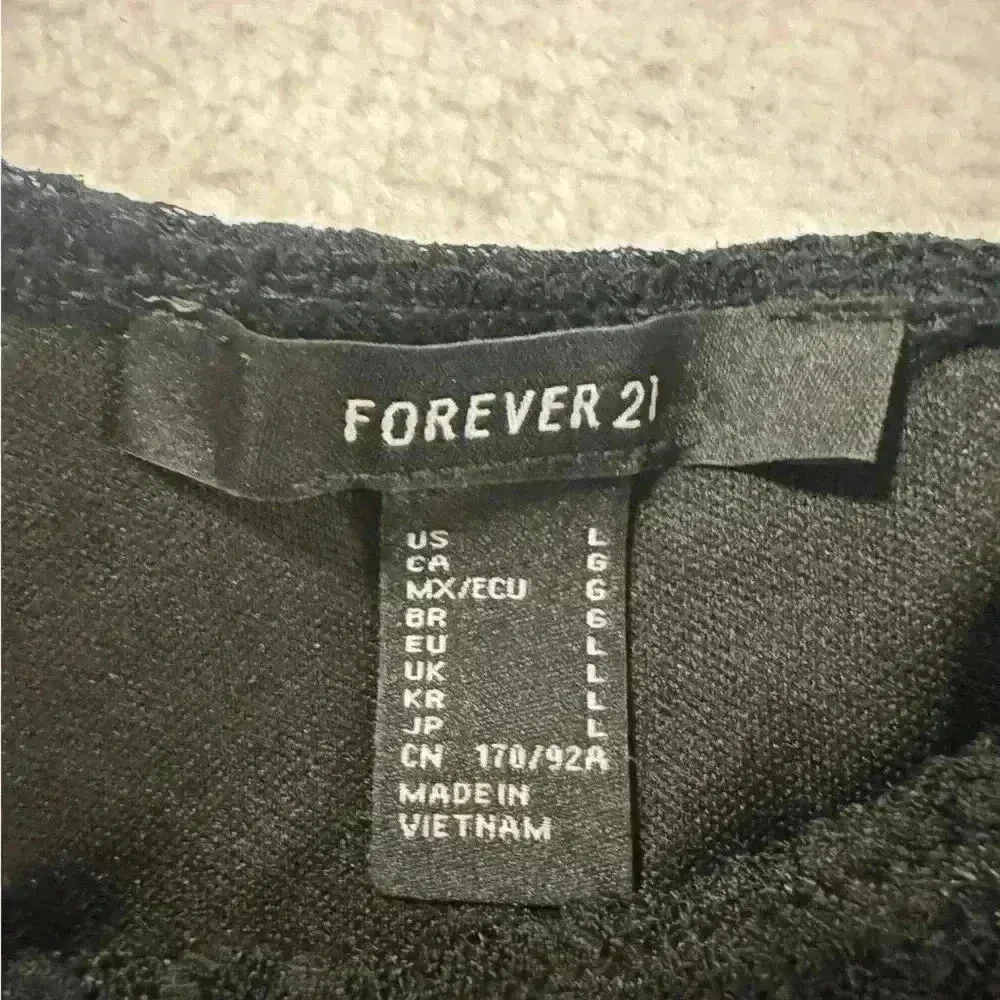 FOREVER 21
US L
CA G
MX/ECU G
BR G
EU L
UK L
KR L
JP L
CN 170/92A
MADE IN
VIETNAM